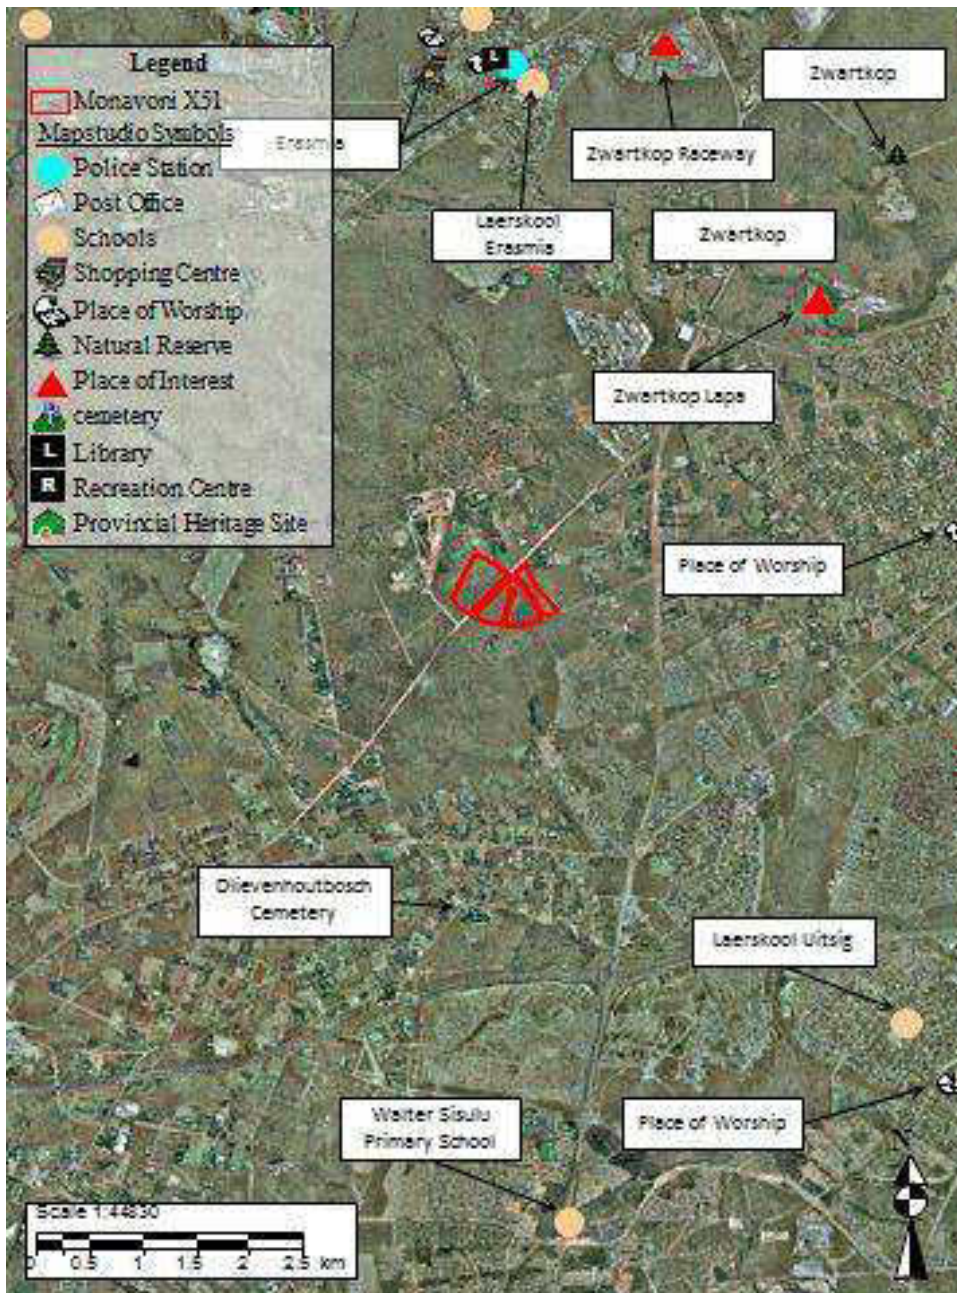 Legend
Monavoni X51
Mapstudio Symbols
Police Station
Post Office
Schools
Shopping Centre
Place of Worship
Natural Reserve
Place of Interest
cemetery
L Library
R Recreation Centre
Provincial Heritage Site
L
Erasmia
Zwartkop Raceway
Zwartkop
Laerskool
Erasmia
Zwartkop
Zwartkop Lapa
Place of Worship
Olievenhoutbosch
Cemetery
Laerskool Uitsig
Walter Sisulu
Primary School
Place of Worship
Scale 1:44830
0 0.5 1 1.5 2 2.5 km